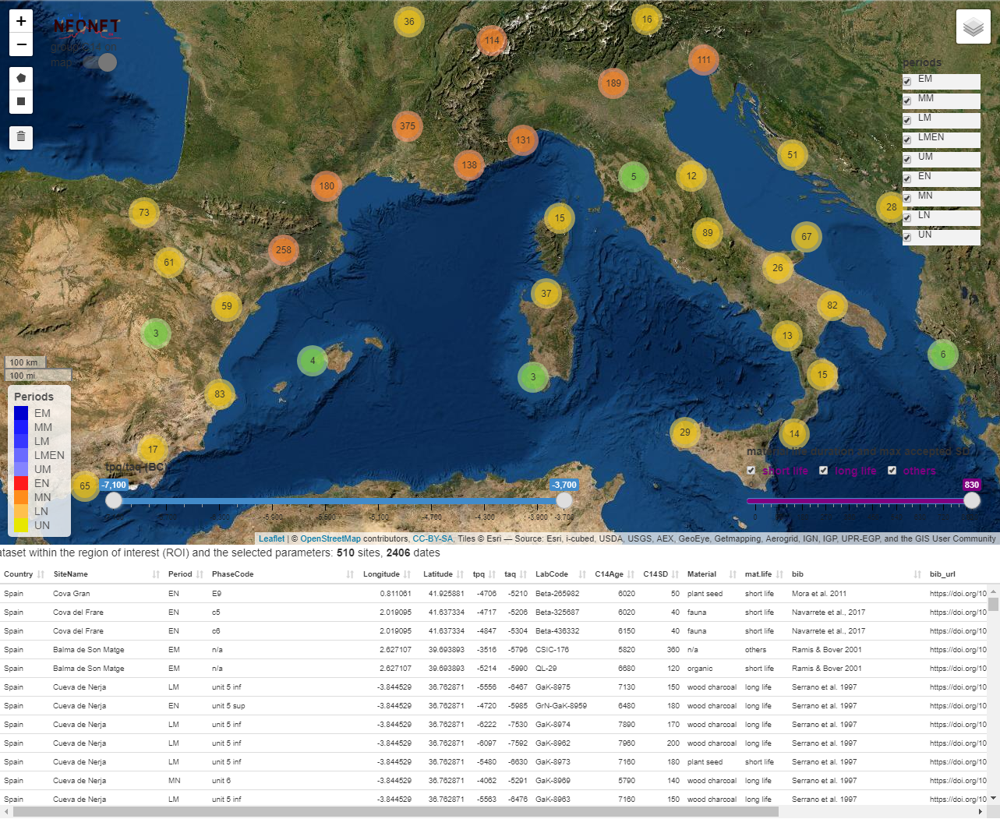 +
−
NEONET
group C14 on
map
periods
EM
MM
LM
LMEN
UM
EN
MN
LN
UN
36
16
114
111
189
375
131
138
51
180
5
12
73
28
15
89
67
258
61
26
37
59
82
3
13
4
6
3
15
83
29
14
17
65
100 km
100 mi
Periods
EM
MM
LM
LMEN
UM
EN
MN
LN
UN
tpq/taq (BC)
-7,100
-3,700
-5,900 -5,500 -5,100 -4,700 -4,300 -3,900 -3,700
material life duration and max accepted SD
short life long life others
830
0
Leaflet | © OpenStreetMap contributors, CC-BY-SA, Tiles © Esri — Source: Esri, i-cubed, USDA, USGS, AEX, GeoEye, Getmapping, Aerogrid, IGN, IGP, UPR-EGP, and the GIS User Community
ataset within the region of interest (ROI) and the selected parameters: 510 sites, 2406 dates
Country SiteName Period PhaseCode Longitude Latitude tpq taq LabCode C14Age C14SD Material mat.life bib bib_url
Spain Cova Gran EN E9 0.811061 41.925881 -4706 -5210 Beta-265982 6020 50 plant seed short life Mora et al. 2011 https://doi.org/10
Spain Cova del Frare EN c5 2.019095 41.637334 -4717 -5206 Beta-325687 6020 40 fauna short life Navarrete et al., 2017 https://doi.org/10
Spain Cova del Frare EN c6 2.019095 41.637334 -4847 -5304 Beta-436332 6150 40 fauna short life Navarrete et al., 2017 https://doi.org/10
Spain Balma de Son Matge EM n/a 2.627107 39.693893 -3516 -5796 CSIC-176 5820 360 n/a others Ramis & Bover 2001 https://doi.org/10
Spain Balma de Son Matge EM n/a 2.627107 39.693893 -5214 -5990 QL-29 6680 120 organic short life Ramis & Bover 2001 https://doi.org/10
Spain Cueva de Nerja LM unit 5 inf -3.844529 36.762871 -5556 -6467 GaK-8975 7130 150 wood charcoal long life Serrano et al. 1997 https://doi.org/10
Spain Cueva de Nerja EN unit 5 sup -3.844529 36.762871 -4720 -5985 GrN-GaK-8959 6480 180 wood charcoal long life Serrano et al. 1997 https://doi.org/10
Spain Cueva de Nerja LM unit 5 inf -3.844529 36.762871 -6222 -7530 GaK-8974 7890 170 wood charcoal long life Serrano et al. 1997 https://doi.org/10
Spain Cueva de Nerja LM unit 5 inf -3.844529 36.762871 -6097 -7592 GaK-8962 7960 200 wood charcoal long life Serrano et al. 1997 https://doi.org/10
Spain Cueva de Nerja LM unit 5 inf -3.844529 36.762871 -5480 -6630 GaK-8973 7160 180 plant seed short life Serrano et al. 1997 https://doi.org/10
Spain Cueva de Nerja MN unit 6 -3.844529 36.762871 -4062 -5291 GaK-8969 5790 140 wood charcoal long life Serrano et al. 1997 https://doi.org/10
Spain Cueva de Nerja LM unit 5 inf -3.844529 36.762871 -5563 -6476 GaK-8963 7160 150 wood charcoal long life Serrano et al. 1997 https://doi.org/10